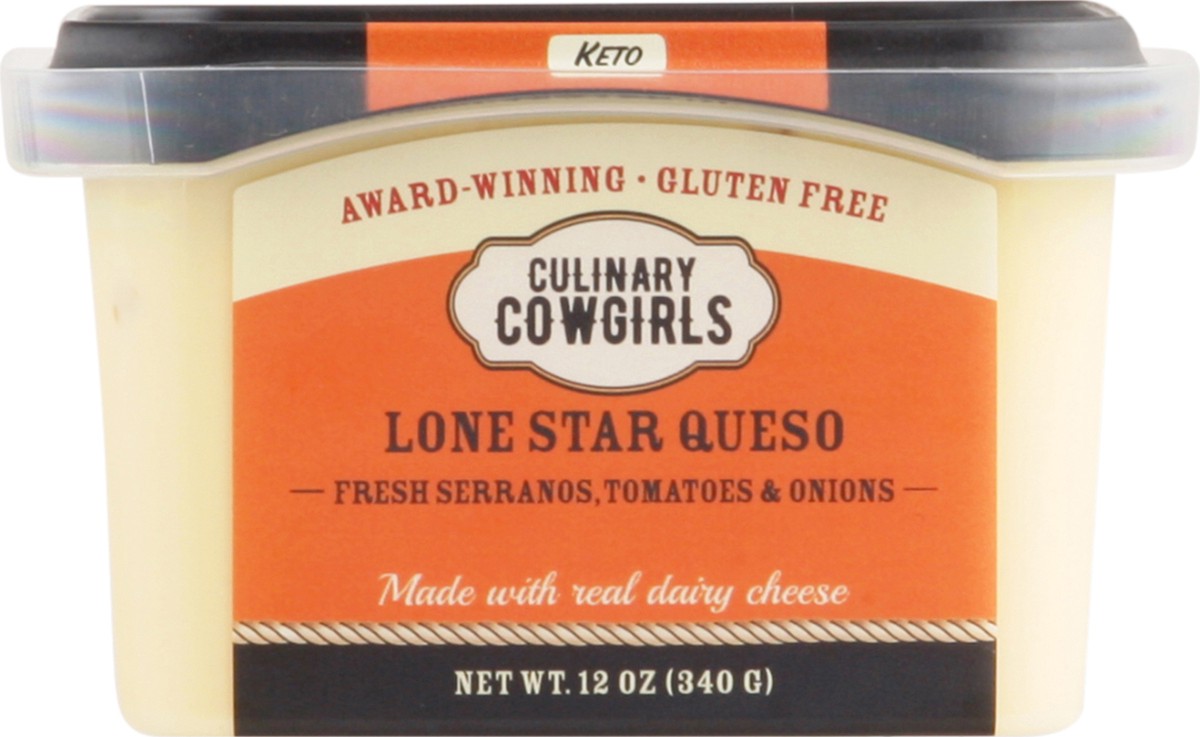 KETO
AWARD-WINNING • GLUTEN FREE
CULINARY
COWGIRLS
LONE STAR QUESO
— FRESH SERRANOS, TOMATOES & ONIONS —
Made with real dairy cheese
NET WT. 12 OZ (340 G)